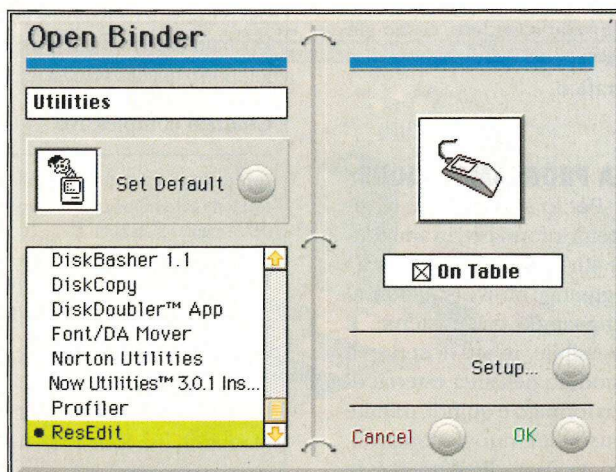 Open Binder
Utilities
Set Default
DiskBasher 1.1
DiskCopy
DiskDoubler™ App
Font/DA Mover
Norton Utilities
Now Utilities™ 3.0.1 Ins...
Profiler
● ResEdit
On Table
Setup...
Cancel
OK